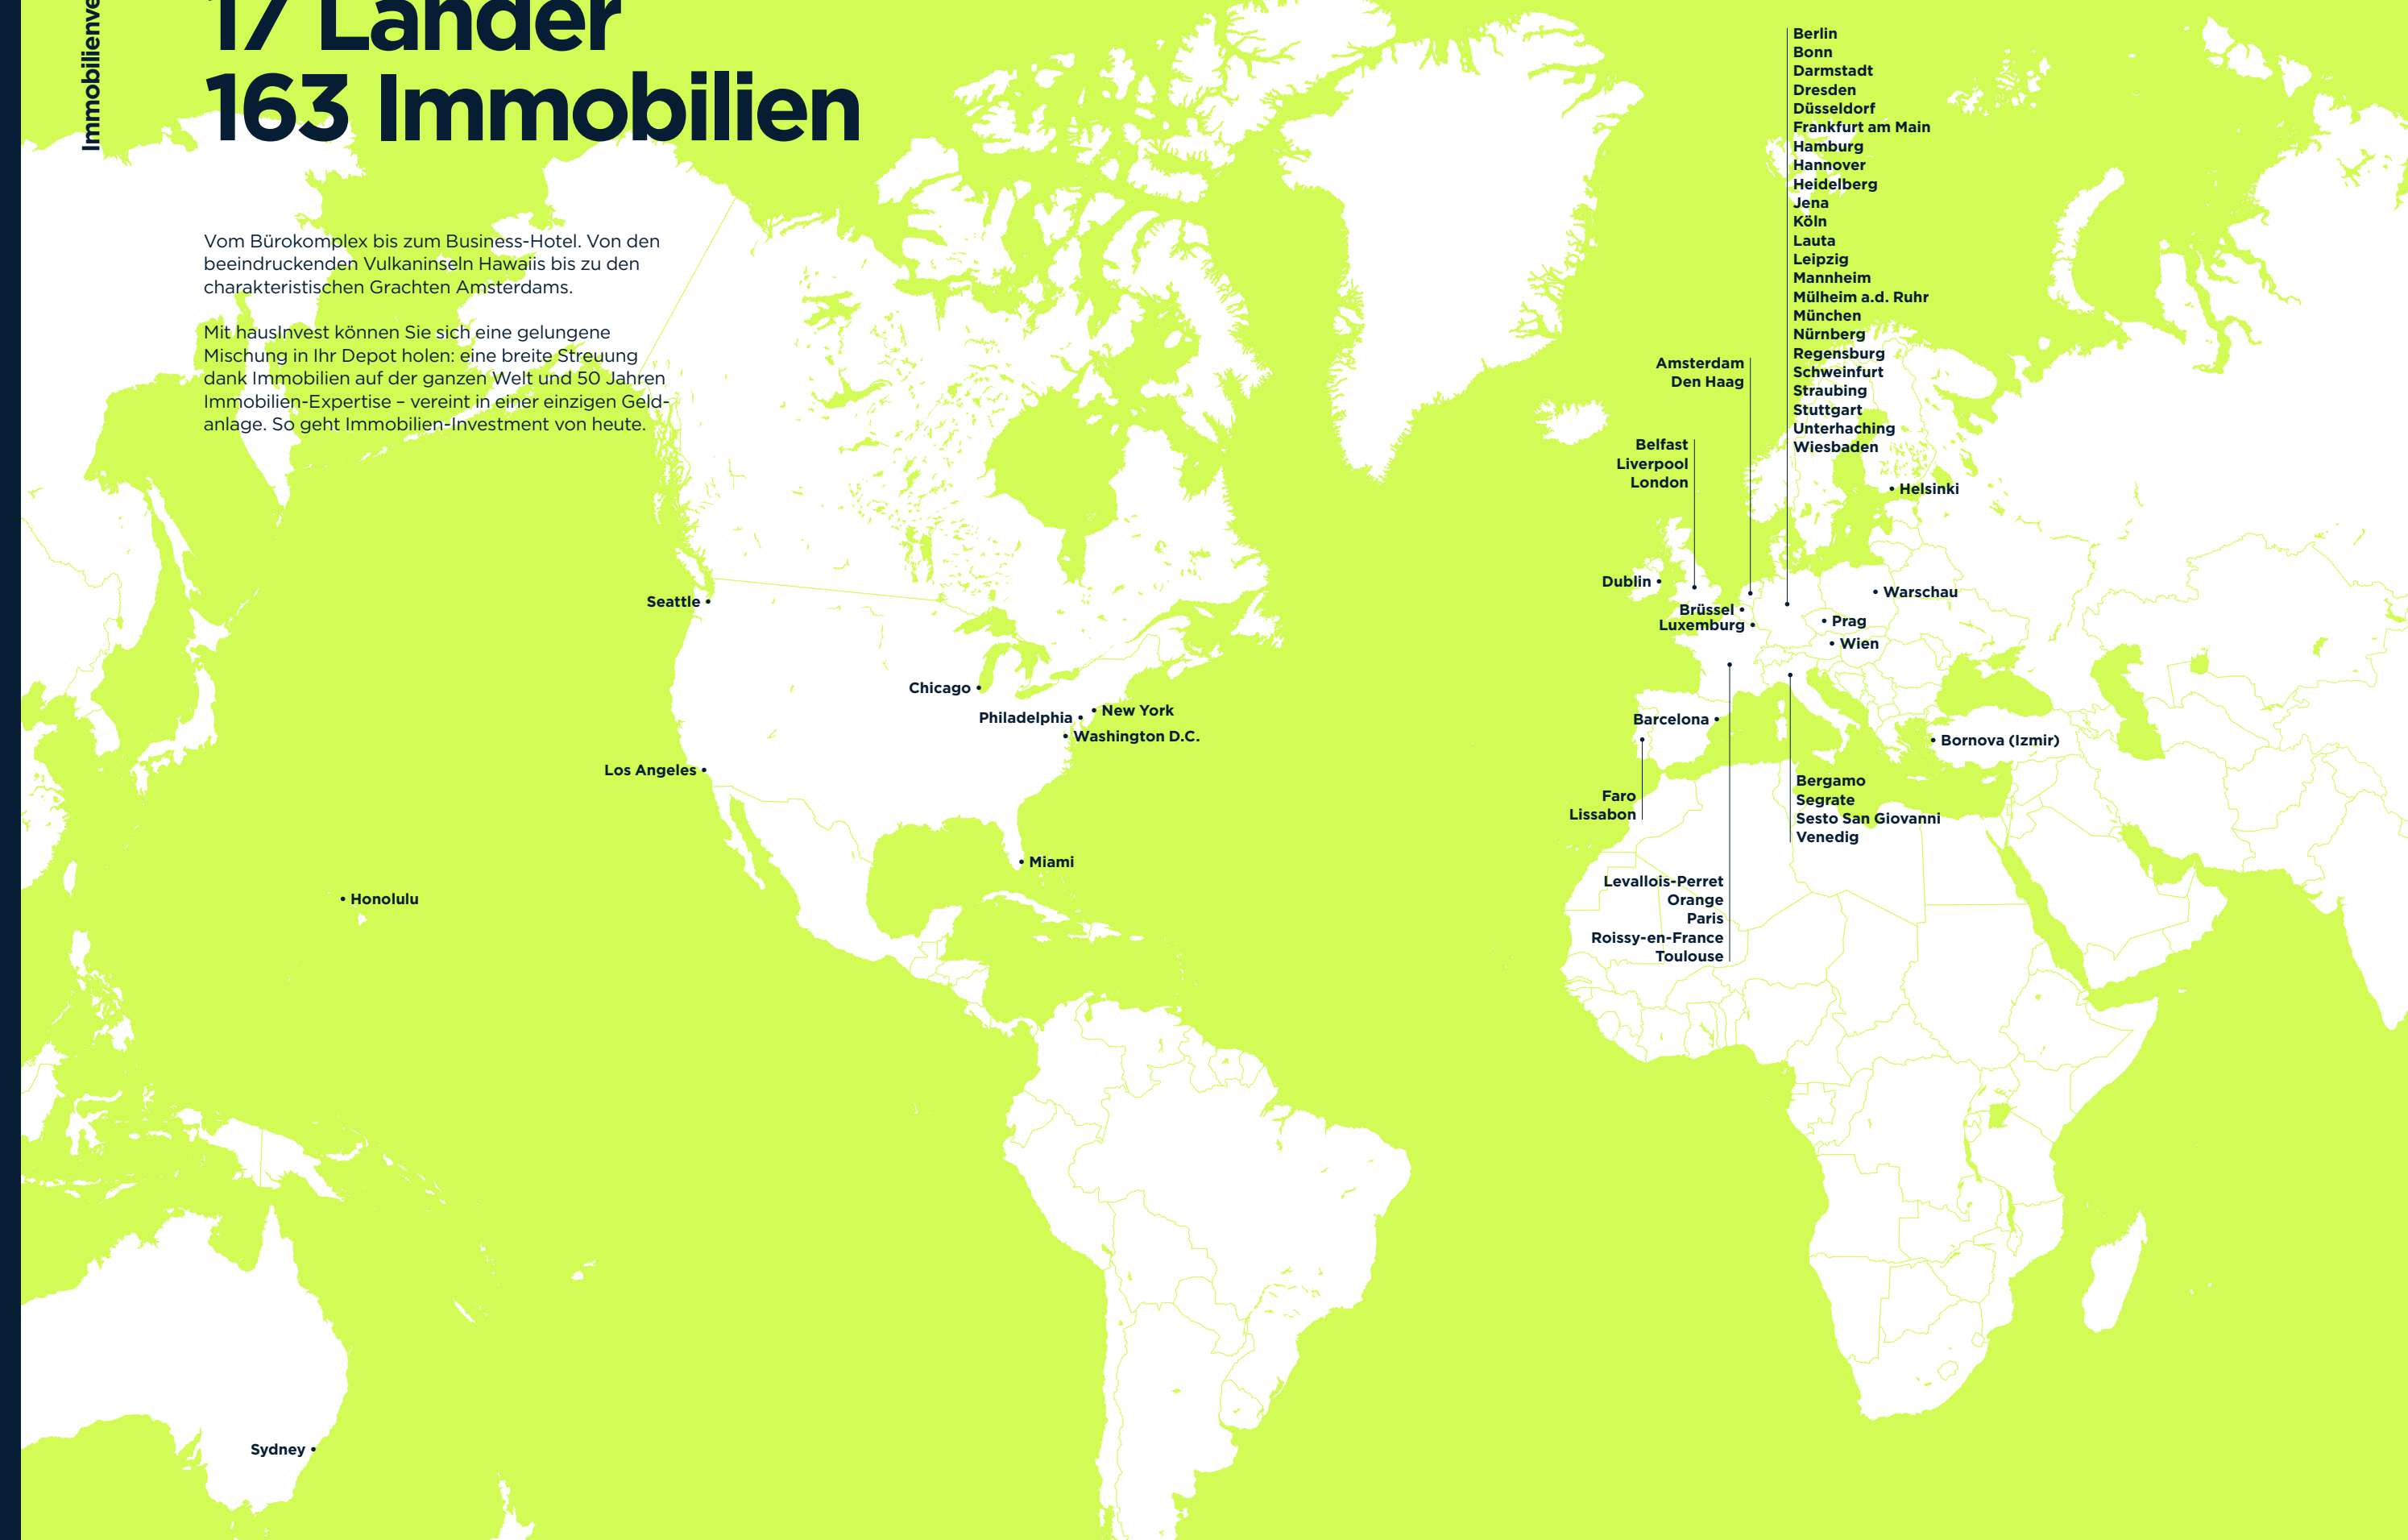 17 Länder
163 Immobilien
Vom Bürokomplex bis zum Business-Hotel. Von den
beeindruckenden Vulkaninseln Hawaiis bis zu den
charakteristischen Grachten Amsterdams.
Mit hausInvest können Sie sich eine gelungene
Mischung in Ihr Depot holen: eine breite Streuung
dank Immobilien auf der ganzen Welt und 50 Jahren
Immobilien-Expertise – vereint in einer einzigen Geld-
anlage. So geht Immobilien-Investment von heute.
Seattle
Chicago
New York
Philadelphia
Washington D.C.
Los Angeles
Miami
Honolulu
Sydney
Berlin
Bonn
Darmstadt
Dresden
Düsseldorf
Frankfurt am Main
Hamburg
Hannover
Heidelberg
Jena
Köln
Lauta
Leipzig
Mannheim
Mülheim a.d. Ruhr
München
Nürnberg
Regensburg
Schweinfurt
Straubing
Stuttgart
Unterhaching
Wiesbaden
Amsterdam
Den Haag
Belfast
Liverpool
London
Helsinki
Dublin
Warschau
Brüssel
Luxemburg
Prag
Wien
Barcelona
Bornova (Izmir)
Faro
Lissabon
Bergamo
Segrate
Sesto San Giovanni
Venedig
Levallois-Perret
Orange
Paris
Roissy-en-France
Toulouse